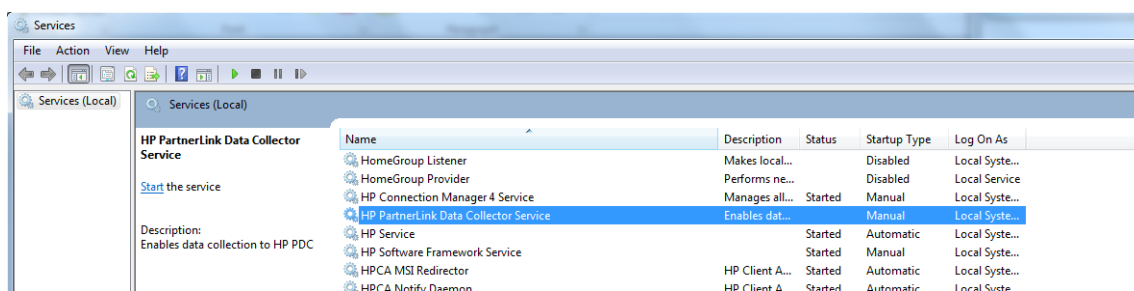 Services
File Action View Help
Services (Local)
Services (Local)
HP PartnerLink Data Collector
Service
Start the service
Description:
Enables data collection to HP PDC
Name Description Status Startup Type Log On As
HomeGroup Listener Makes local... Disabled Local Syste...
HomeGroup Provider Performs ne... Disabled Local Service
HP Connection Manager 4 Service Manages all... Started Manual Local Syste...
HP PartnerLink Data Collector Service Enables dat... Manual Local Syste...
HP Service Started Automatic Local Syste...
HP Software Framework Service Started Manual Local Syste...
HPCA MSI Redirector HP Client A... Started Automatic Local Syste...
HPCA Notify Daemon HP Client A... Started Automatic Local Syste...